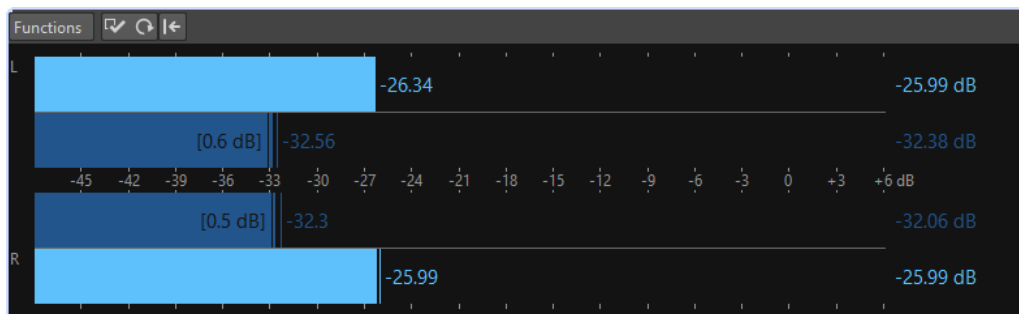 Functions
L
-26.34 -25.99 dB
[0.6 dB] -32.56 -32.38 dB
-45 -42 -39 -36 -33 -30 -27 -24 -21 -18 -15 -12 -9 -6 -3 0 +3 +6 dB
[0.5 dB] -32.3 -32.06 dB
R
-25.99 -25.99 dB